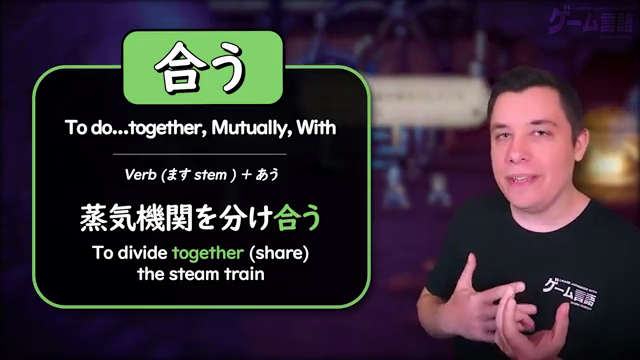 合う
To do...together, Mutually, With
Verb (ます stem ) + あう
蒸気機関を分け合う
To divide together (share)
the steam train
ゲーム言語
ゲーム言語